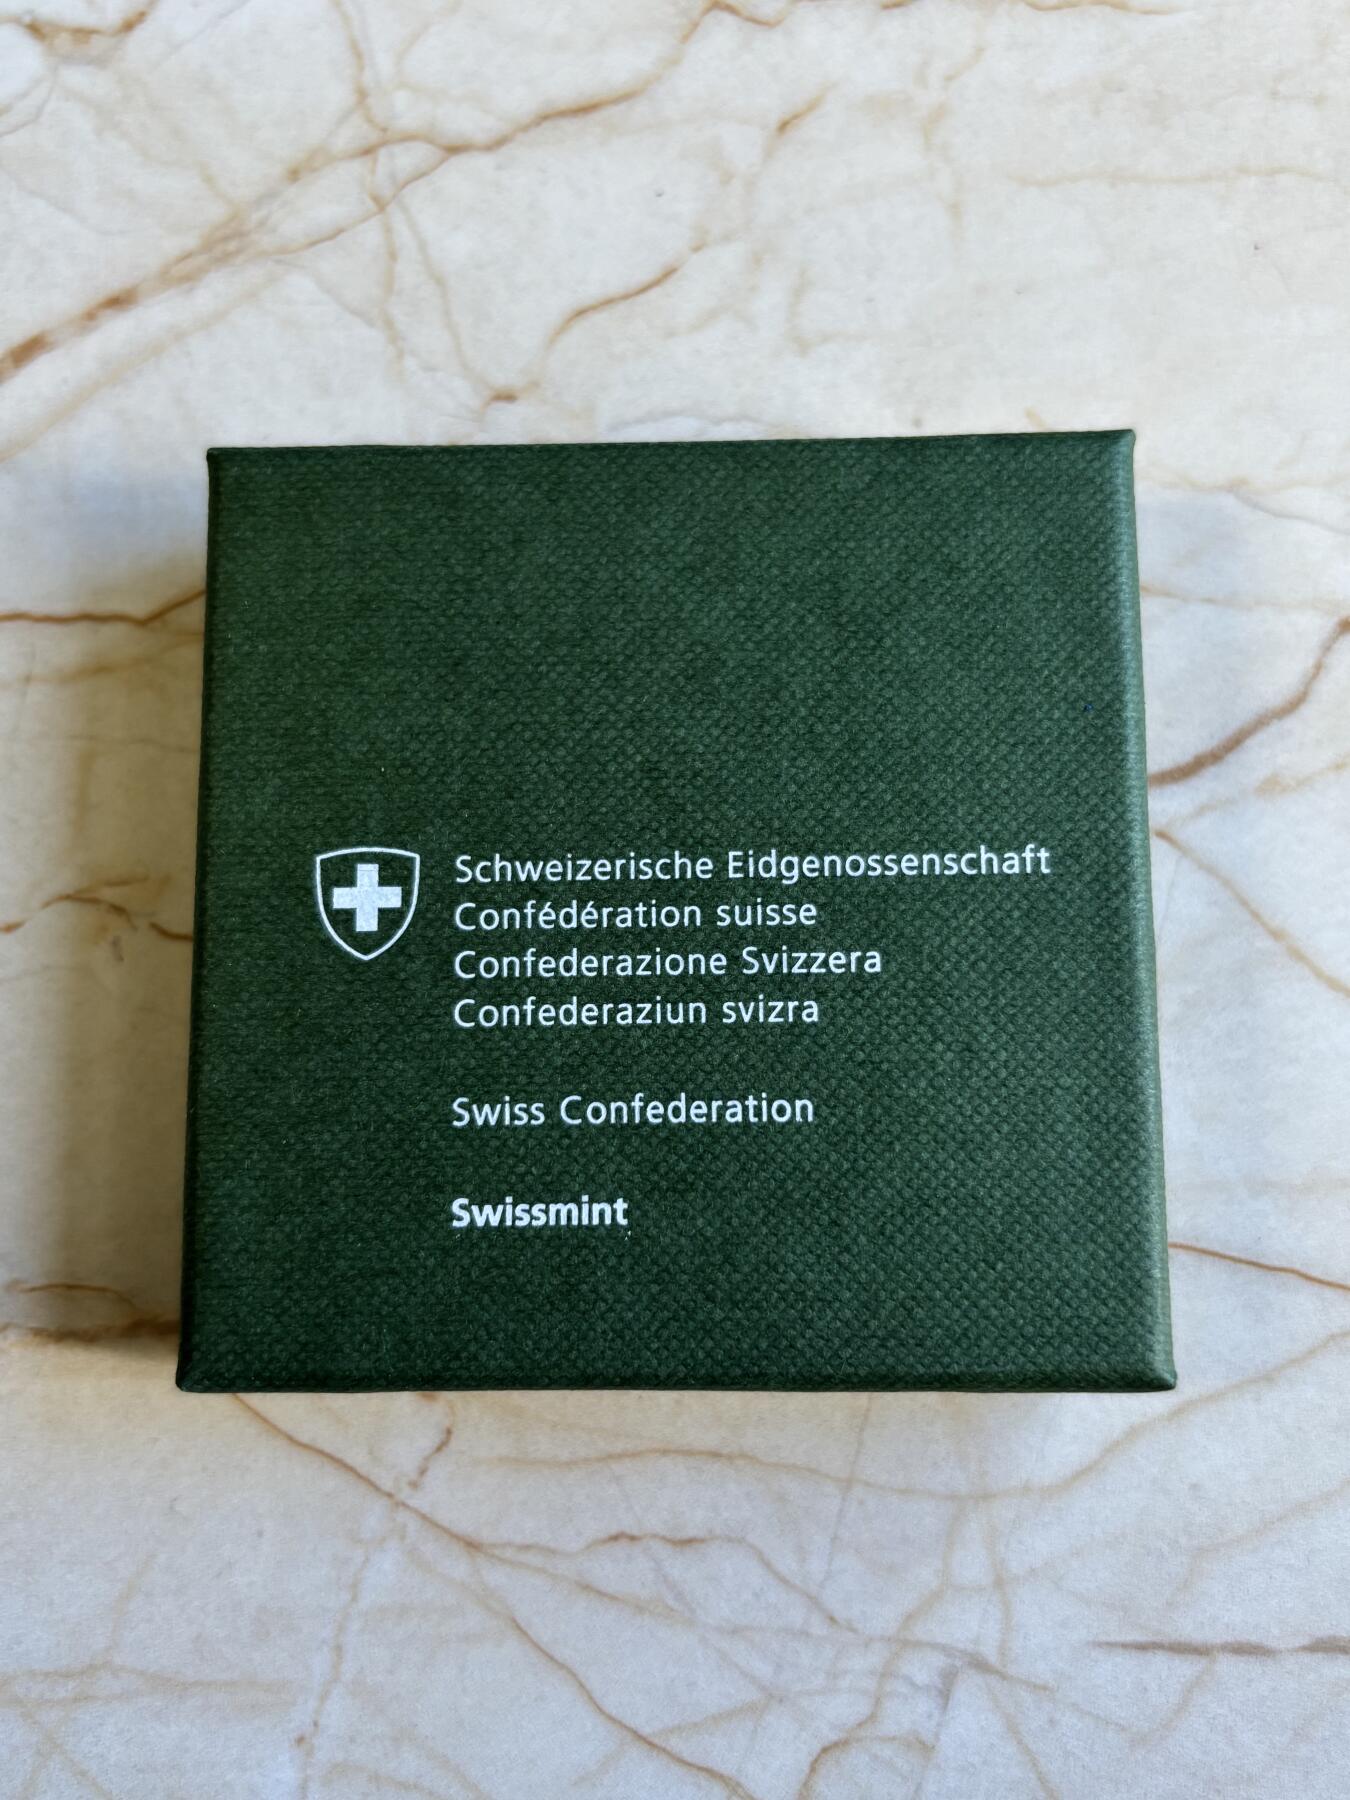 Schweizerische Eidgenossenschaft
Confédération suisse
Confederazione Svizzera
Confederaziun svizra
Swiss Confederation
Swissmint